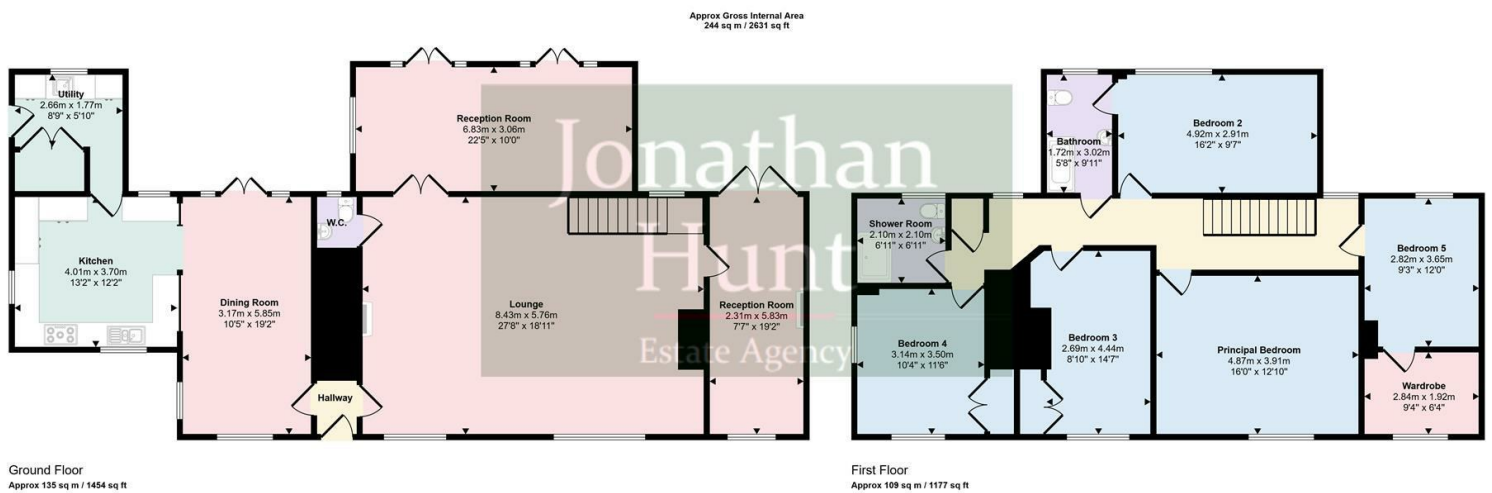 Approx Gross Internal Area
244 sq m / 2631 sq ft
Utility
2.66m x 1.77m
8'9" x 5'10"
Kitchen
4.01m x 3.70m
13'2" x 12'2"
Dining Room
3.17m x 5.85m
10'5" x 19'2"
W.C.
Hallway
Reception Room
6.83m x 3.06m
22'5" x 10'0"
Lounge
8.43m x 5.76m
27'8" x 18'11"
Reception Room
2.31m x 5.83m
7'7" x 19'2"
Jonathan
Hunt
Estate Agency
Ground Floor
Approx 135 sq m / 1454 sq ft
Bathroom
1.72m x 3.02m
5'8" x 9'11"
Bedroom 2
4.92m x 2.91m
16'2" x 9'7"
Shower Room
2.10m x 2.10m
6'11" x 6'11"
Bedroom 4
3.14m x 3.50m
10'4" x 11'6"
Bedroom 3
2.69m x 4.44m
8'10" x 14'7"
Principal Bedroom
4.87m x 3.91m
16'0" x 12'10"
Bedroom 5
2.82m x 3.65m
9'3" x 12'0"
Wardrobe
2.84m x 1.92m
9'4" x 6'4"
First Floor
Approx 109 sq m / 1177 sq ft